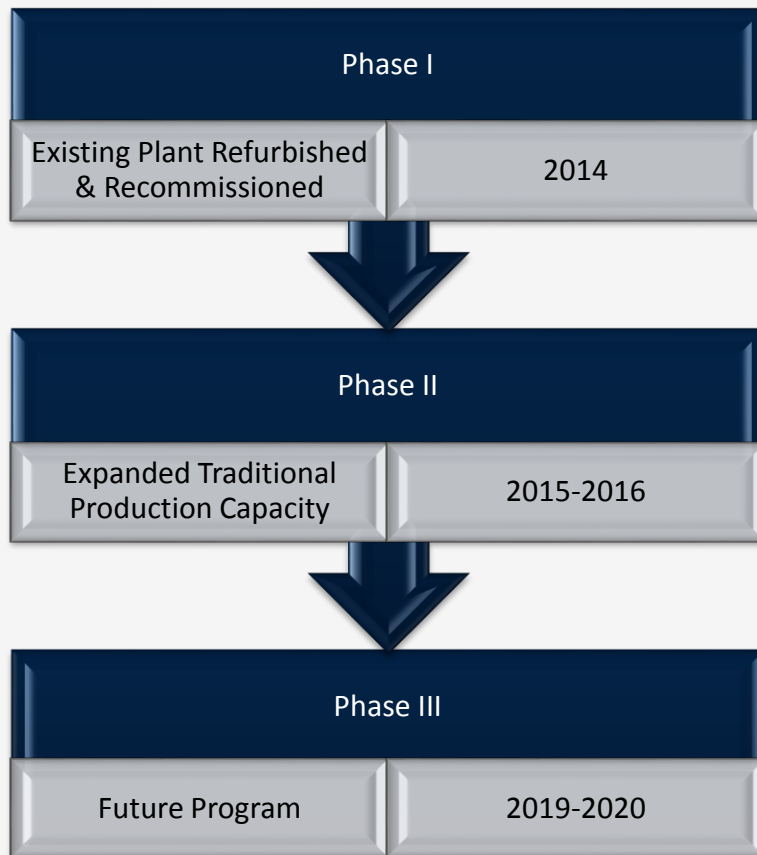 Phase I
Existing Plant Refurbished
& Recommissioned
2014
Phase II
Expanded Traditional
Production Capacity
2015-2016
Phase III
Future Program
2019-2020